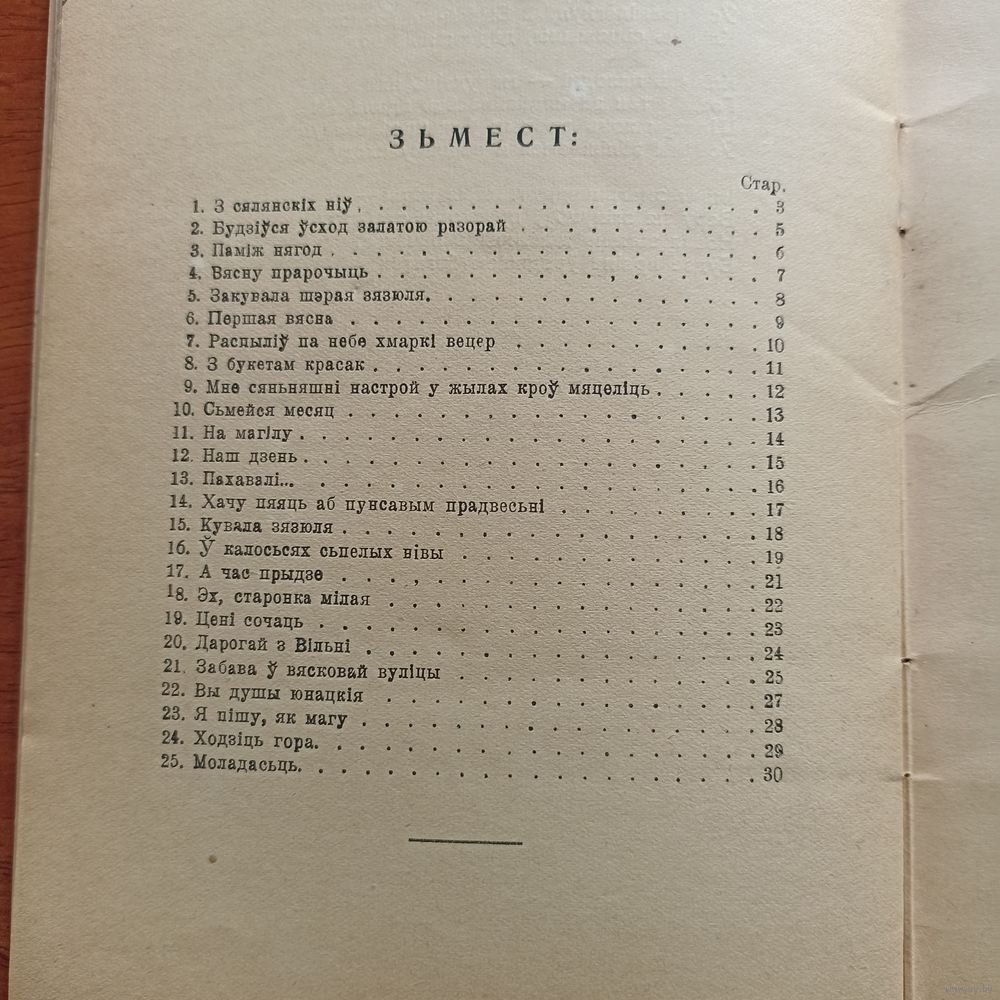 ЗЬМЕСТ:
Стар.
1. З сялянскіх ніў . . . . . . . . . . . . . . . . . 3
2. Будзіўся ўсход залатою разорай . . . . . . . . . . . 5
3. Паміж нягод . . . . . . . . . . . . . . . . . . 6
4. Вясну прарочыць . . . . . . . . . . . . . . . . 7
5. Закувала шэрая зязюля. . . . . . . . . . . . . . 8
6. Першая вясна . . . . . . . . . . . . . . . . . 9
7. Распыліў па небе хмаркі вецер . . . . . . . . . . . 10
8. З букетам красак . . . . . . . . . . . . . . . . 11
9. Мне сяньняшні настрой у жылах кроў мяцеліць . . . . . 12
10. Сьмейся месяц . . . . . . . . . . . . . . . . . 13
11. На магілу . . . . . . . . . . . . . . . . . . . 14
12. Наш дзень . . . . . . . . . . . . . . . . . . . 15
13. Пахавалі... . . . . . . . . . . . . . . . . . . 16
14. Хачу пяяць аб пунсавым прадвесьні . . . . . . . . . 17
15. Кувала зязюля . . . . . . . . . . . . . . . . . 18
16. Ў калосьсях сьпелых нівы . . . . . . . . . . . . 19
17. А час прыдзе . . . . . . . . . . . . . . . . . 21
18. Эх, старонка мілая . . . . . . . . . . . . . . . 22
19. Цені сочаць . . . . . . . . . . . . . . . . . . 23
20. Дарогай з Вільні . . . . . . . . . . . . . . . . 24
21. Забава ў вясковай вуліцы . . . . . . . . . . . . 25
22. Вы душы юнацкія . . . . . . . . . . . . . . . 27
23. Я пішу, як магу . . . . . . . . . . . . . . . . 28
24. Ходзіць гора. . . . . . . . . . . . . . . . . . 29
25. Моладасьць. . . . . . . . . . . . . . . . . . . 30